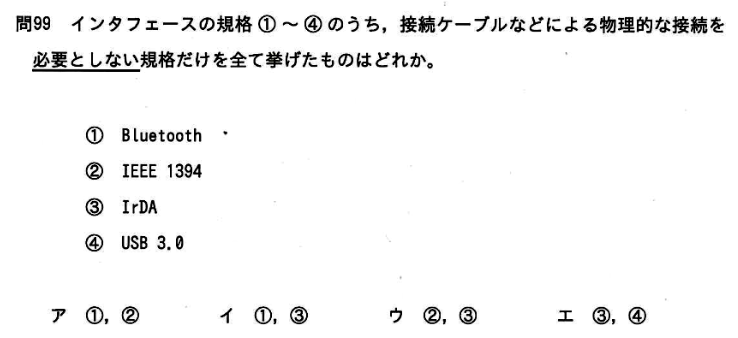 問99 インタフェースの規格①～④のうち，接続ケーブルなどによる物理的な接続を
必要としない規格だけを全て挙げたものはどれか。
① Bluetooth
② IEEE 1394
③ IrDA
④ USB 3.0
ア ①，② イ ①，③ ウ ②，③ エ ③，④